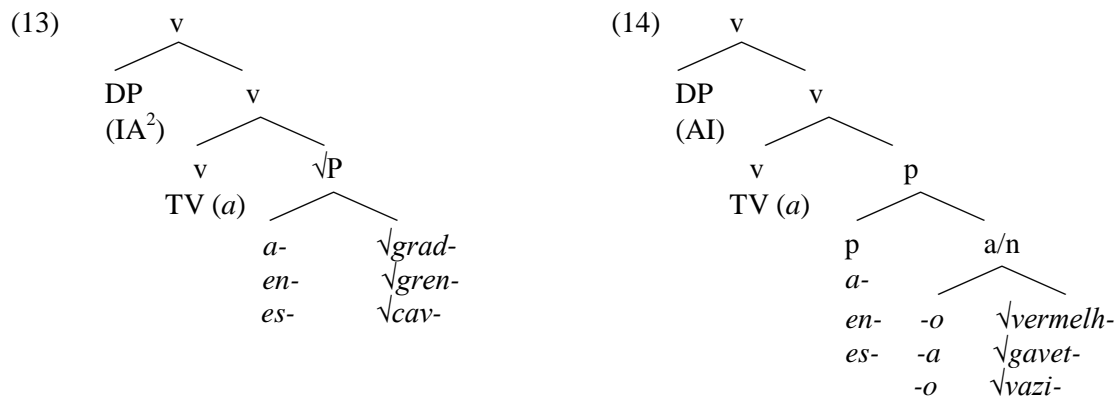 (13) v (14) v
DP v DP v
(IA²) (AI)
v √P v p
TV (a) TV (a)
a- √grad- p a/n
en- √gren- a-
es- √cav- en- -o √vermelh-
es- -a √gavet-
-o √vazi-